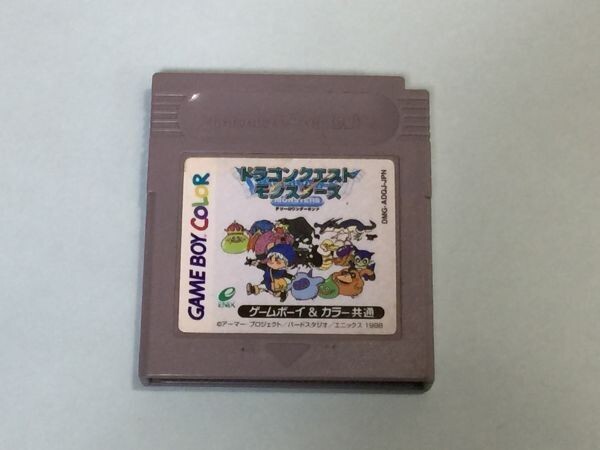 ドラゴンクエスト
モンスターズ
MONSTERS
テリーのワンダーランド
GAME BOY COLOR
DMG-ADQJ-JPN
ENIX
ゲームボーイ & カラー共通
©アーマー プロジェクト/バードスタジオ/エニックス 1998